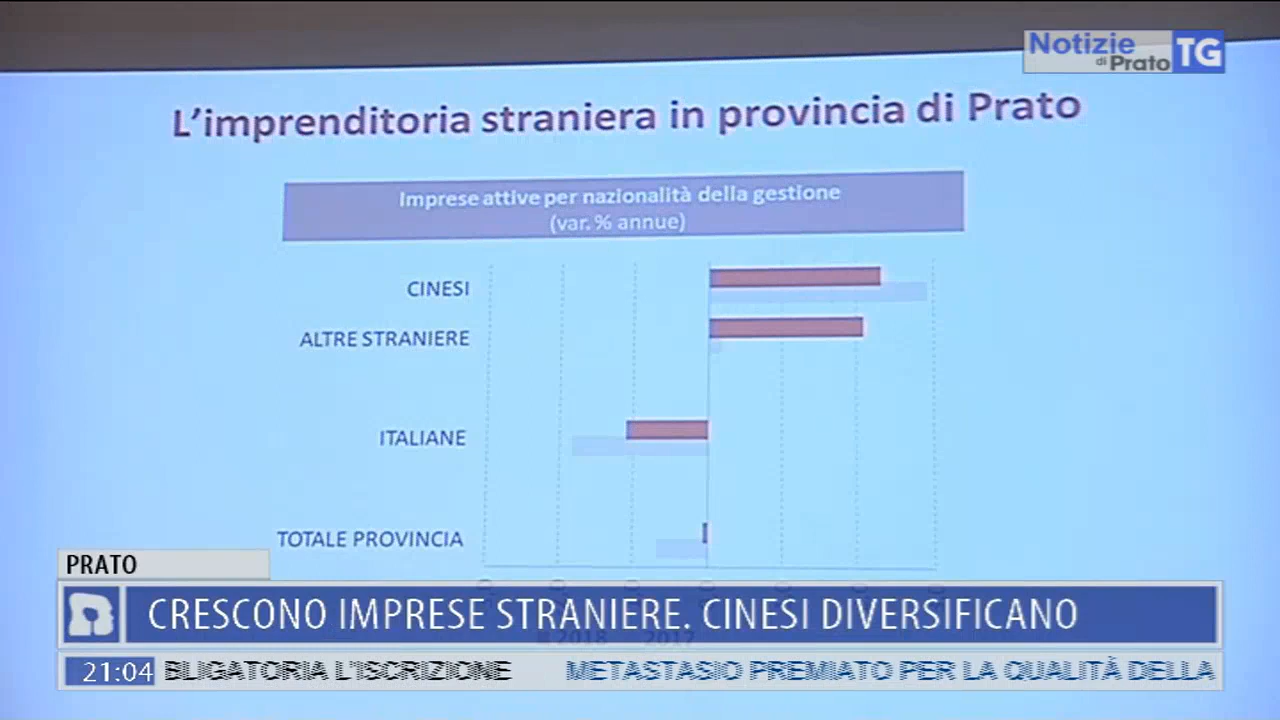 Notizie
di Prato TG
L'imprenditoria straniera in provincia di Prato
Imprese attive per nazionalità della gestione
(var. % annue)
CINESI
ALTRE STRANIERE
ITALIANE
TOTALE PROVINCIA
PRATO
CRESCONO IMPRESE STRANIERE. CINESI DIVERSIFICANO
2018 2017
21:04 BLIGATORIA L'ISCRIZIONE METASTASIO PREMIATO PER LA QUALITÀ DELLA